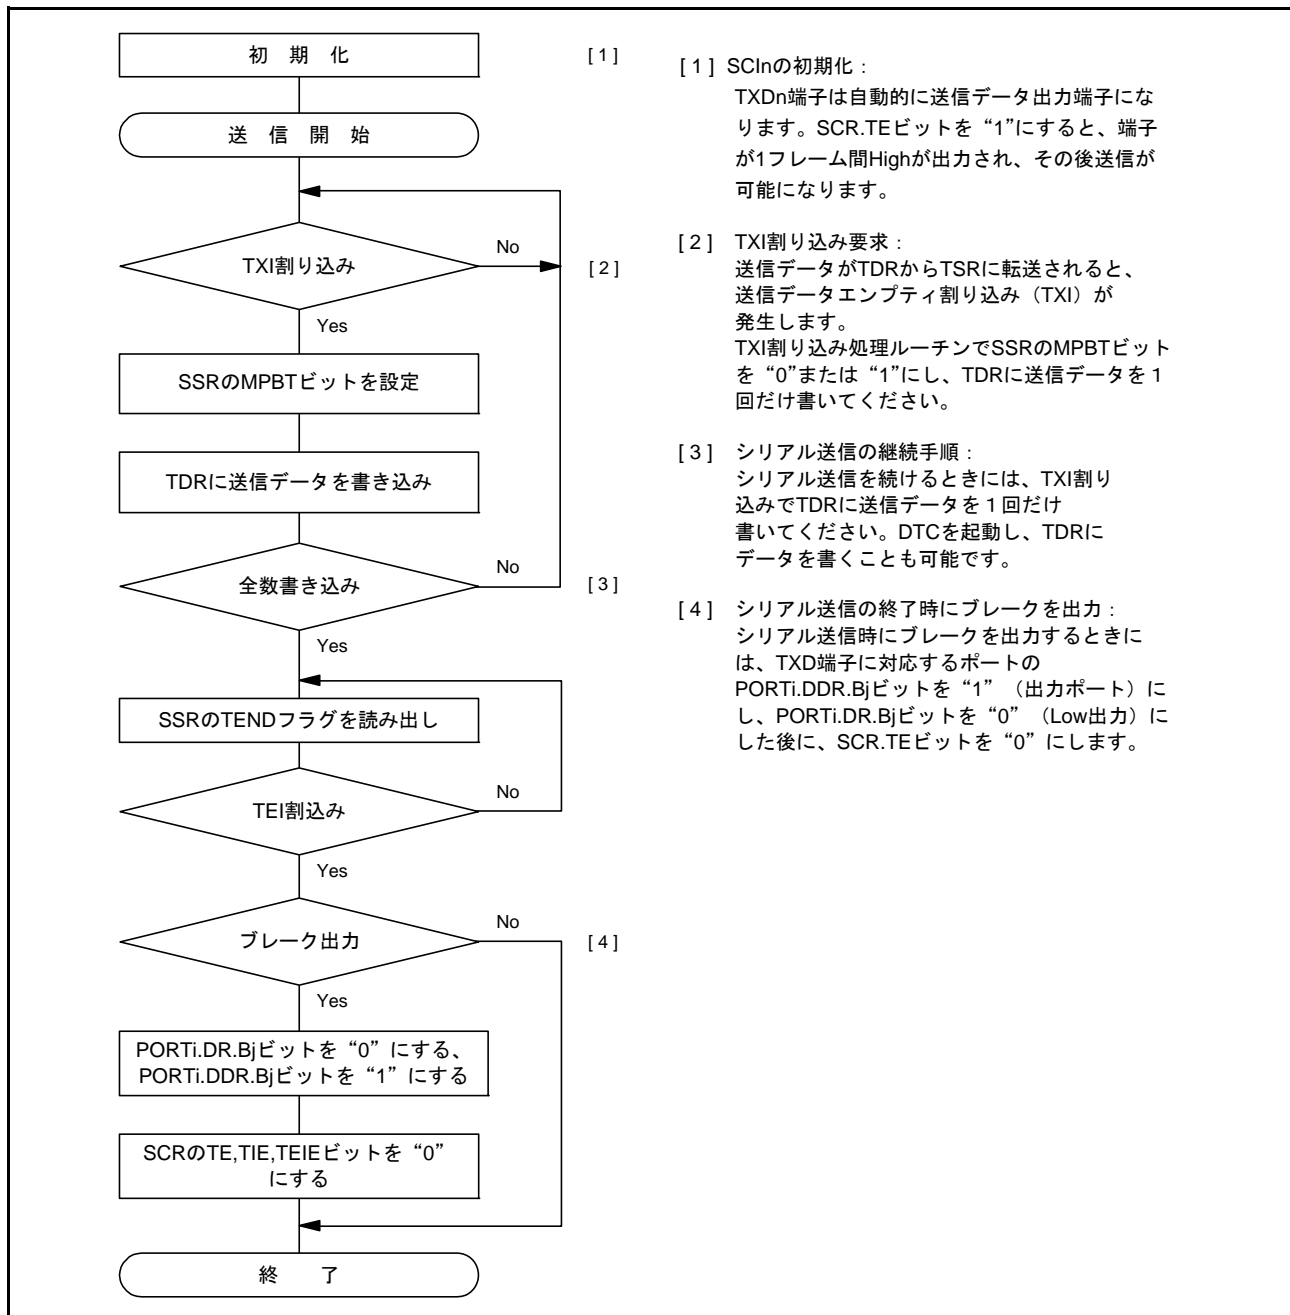 初 期 化
[ 1 ]
送 信 開 始
TXI割り込み
No
[ 2 ]
Yes
SSRのMPBTビットを設定
TDRに送信データを書き込み
全数書き込み
No
[ 3 ]
Yes
SSRのTENDフラグを読み出し
TEI割込み
No
Yes
ブレーク出力
No
[ 4 ]
Yes
PORTi.DR.Bjビットを“0”にする、
PORTi.DDR.Bjビットを“1”にする
SCRのTE,TIE,TEIEビットを“0”
にする
終 了
[ 1 ] SCInの初期化：
TXDn端子は自動的に送信データ出力端子にな
ります。SCR.TEビットを“1”にすると、端子
が1フレーム間Highが出力され、その後送信が
可能になります。
[ 2 ] TXI割り込み要求：
送信データがTDRからTSRに転送されると、
送信データエンプティ割り込み（TXI）が
発生します。
TXI割り込み処理ルーチンでSSRのMPBTビット
を“0”または“1”にし、TDRに送信データを１
回だけ書いてください。
[ 3 ] シリアル送信の継続手順：
シリアル送信を続けるときには、TXI割り
込みでTDRに送信データを１回だけ
書いてください。DTCを起動し、TDRに
データを書くことも可能です。
[ 4 ] シリアル送信の終了時にブレークを出力：
シリアル送信時にブレークを出力するときに
は、TXD端子に対応するポートの
PORTi.DDR.Bjビットを“1”（出力ポート）に
し、PORTi.DR.Bjビットを“0”（Low出力）に
した後に、SCR.TEビットを“0”にします。